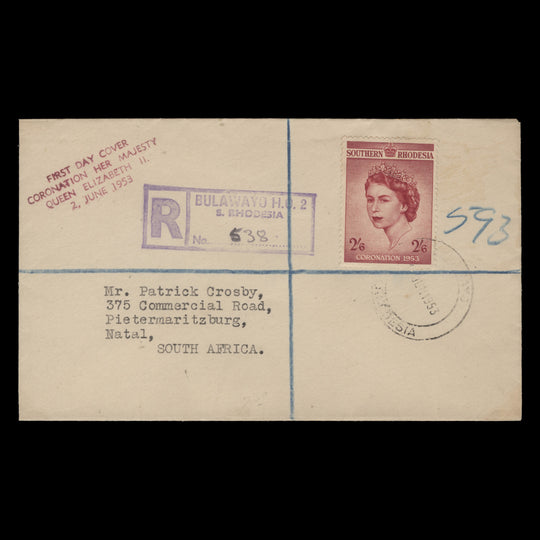 FIRST DAY COVER
CORONATION HER MAJESTY
QUEEN ELIZABETH II.
2, JUNE 1953
R
BULAWAYO H.O. 2
S. RHODESIA
No. 638
SOUTHERN RHODESIA
2/6 2/6
CORONATION 1953
593
1953
Mr. Patrick Crosby,
375 Commercial Road,
Pietermaritzburg,
Natal,
SOUTH AFRICA.